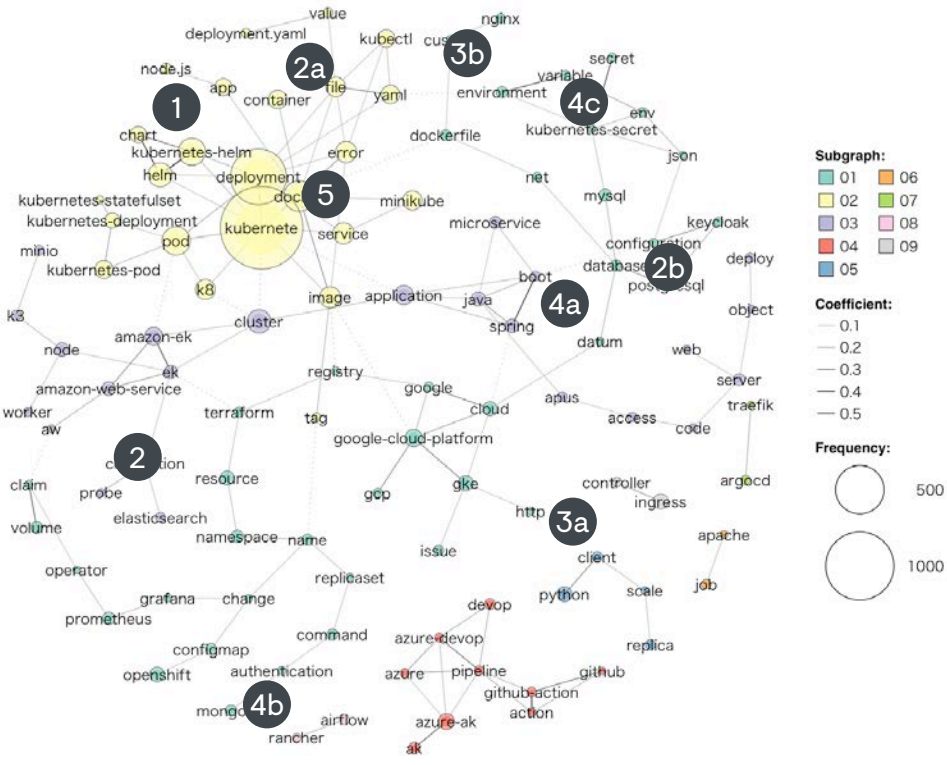 value
nginx
deployment.yaml
kubectl
3b
2a
node.js
secret
variable
app
file
yaml
environment
container
4c
1
env
kubernetes-secret
chart
dockerfile
kubernetes-helm
error
json
helm
deployment
net
5
mysql
kubernetes-statefulset
minikube
kubernetes-deployment
microservice
keycloak
kubernete
service
pod
configuration
minio
database
2b
deploy
kubernetes-pod
boot
k8
image
application
java
4a
object
k3
cluster
spring
amazon-ek
datum
node
web
ek
registry
server
amazon-web-service
google
apus
traefik
worker
terraform
tag
cloud
access
aw
code
google-cloud-platform
2
resource
claim
probe
gcp
gke
controller
argocd
ingress
volume
elasticsearch
http
3a
namespace
name
issue
client
apache
operator
replicaset
python
scale
job
grafana
change
devop
prometheus
command
azure-devop
replica
configmap
openshift
authentication
azure
pipeline
github
github-action
4b
action
airflow
azure-ak
rancher
ak
Subgraph:
01 06
02 07
03 08
04 09
05
Coefficient:
0.1
0.2
0.3
0.4
0.5
Frequency:
500
1000